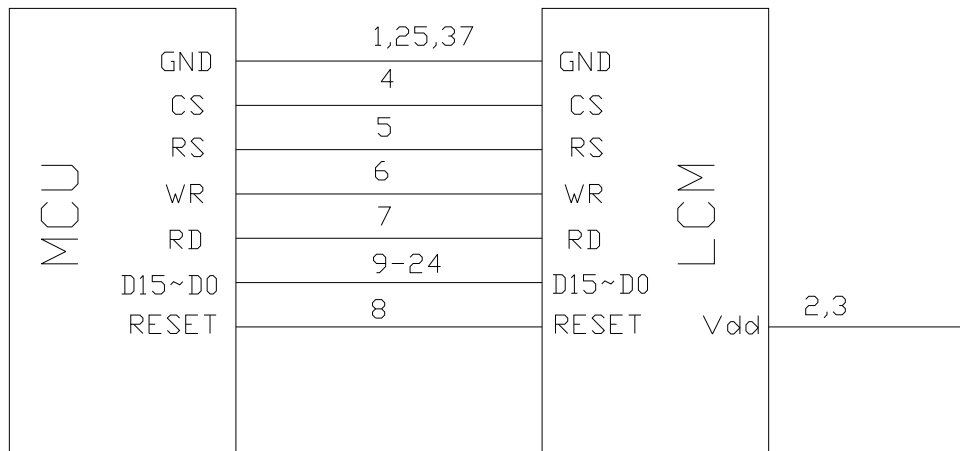 1,25,37
GND GND
4
CS CS
5
RS RS
6
WR WR
7
RD RD
9-24
D15~D0 D15~D0
8
RESET RESET
MCU
LCM
Vdd
2,3